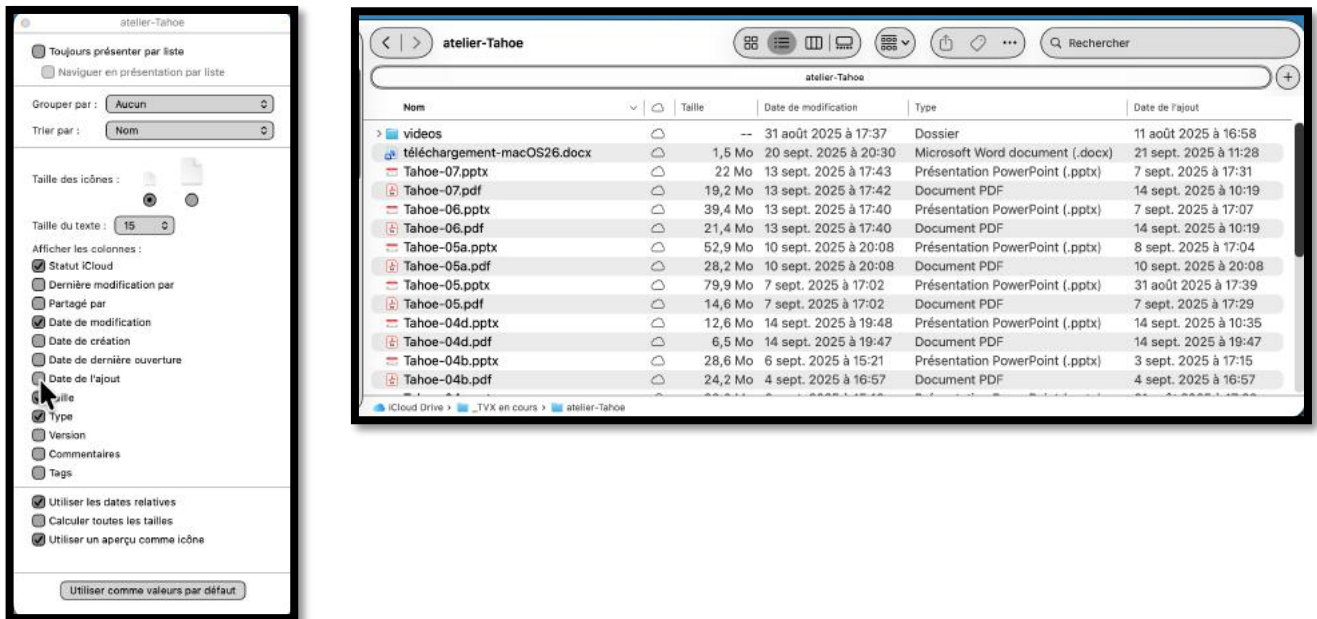 atelier-Tahoe
Toujours présenter par liste
Naviguer en présentation par liste
Grouper par : Aucun
Trier par : Nom
Taille des icônes :
Taille du texte : 15
Afficher les colonnes :
Statut iCloud
Dernière modification par
Partagé par
Date de modification
Date de création
Date de dernière ouverture
Date de l'ajout
Type
Version
Commentaires
Tags
Utiliser les dates relatives
Calculer toutes les tailles
Utiliser un aperçu comme icône
Utiliser comme valeurs par défaut
atelier-Tahoe Rechercher
atelier-Tahoe
Nom Taille Date de modification Type Date de l'ajout
videos -- 31 août 2025 à 17:37 Dossier 11 août 2025 à 16:58
téléchargement-macOS26.docx 1,5 Mo 20 sept. 2025 à 20:30 Microsoft Word document (.docx) 21 sept. 2025 à 11:28
Tahoe-07.pptx 22 Mo 13 sept. 2025 à 17:43 Présentation PowerPoint (.pptx) 7 sept. 2025 à 17:31
Tahoe-07.pdf 19,2 Mo 13 sept. 2025 à 17:42 Document PDF 14 sept. 2025 à 10:19
Tahoe-06.pptx 39,4 Mo 13 sept. 2025 à 17:40 Présentation PowerPoint (.pptx) 7 sept. 2025 à 17:07
Tahoe-06.pdf 21,4 Mo 13 sept. 2025 à 17:40 Document PDF 14 sept. 2025 à 10:19
Tahoe-05a.pptx 52,9 Mo 10 sept. 2025 à 20:08 Présentation PowerPoint (.pptx) 8 sept. 2025 à 17:04
Tahoe-05a.pdf 28,2 Mo 10 sept. 2025 à 20:08 Document PDF 10 sept. 2025 à 20:08
Tahoe-05.pptx 79,9 Mo 7 sept. 2025 à 17:02 Présentation PowerPoint (.pptx) 31 août 2025 à 17:39
Tahoe-05.pdf 14,6 Mo 7 sept. 2025 à 17:02 Document PDF 7 sept. 2025 à 17:29
Tahoe-04d.pptx 12,6 Mo 14 sept. 2025 à 19:48 Présentation PowerPoint (.pptx) 14 sept. 2025 à 10:35
Tahoe-04d.pdf 6,5 Mo 14 sept. 2025 à 19:47 Document PDF 14 sept. 2025 à 19:47
Tahoe-04b.pptx 28,6 Mo 6 sept. 2025 à 15:21 Présentation PowerPoint (.pptx) 3 sept. 2025 à 17:15
Tahoe-04b.pdf 24,2 Mo 4 sept. 2025 à 16:57 Document PDF 4 sept. 2025 à 16:57
iCloud Drive › _TVX en cours › atelier-Tahoe